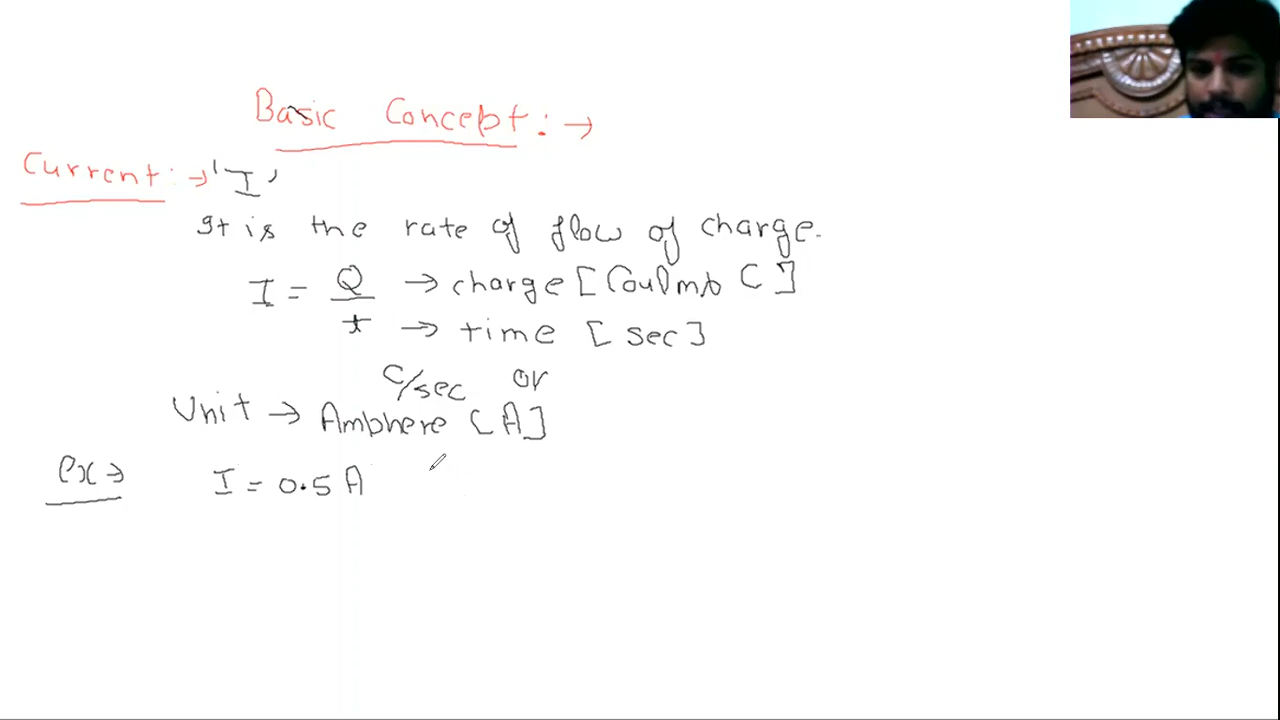 Basic Concept :→
Current :→ 'I'
It is the rate of flow of charge.
I = Q → charge [Coulmb C]
t → time [sec]
C/sec or
Unit → Ambhere [A]
ex → I = 0.5 A